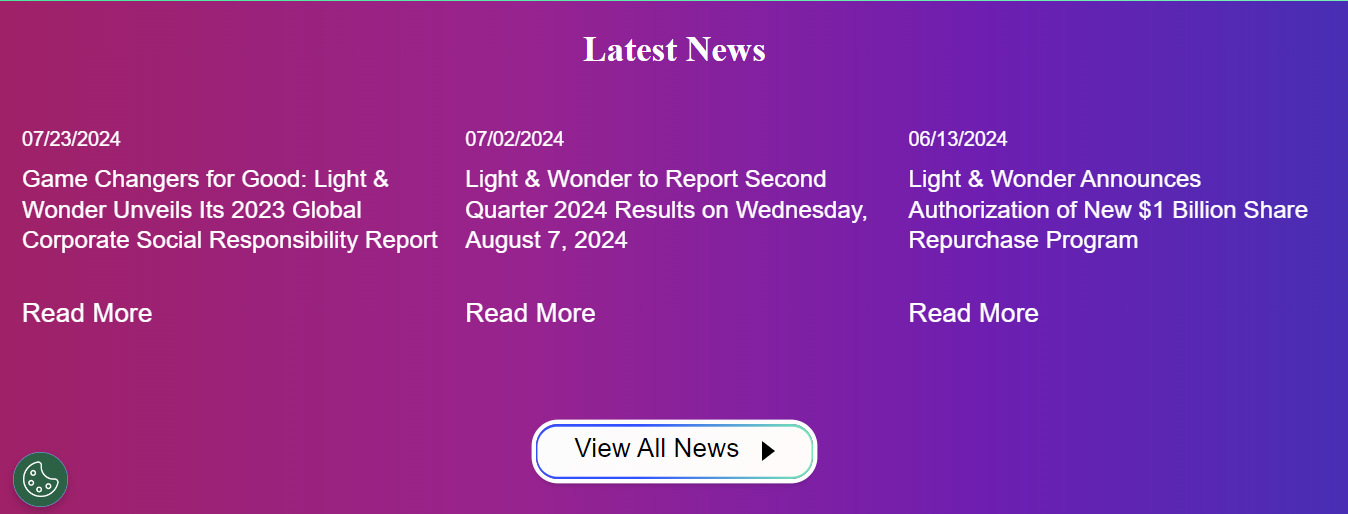 Latest News
07/23/2024
Game Changers for Good: Light &
Wonder Unveils Its 2023 Global
Corporate Social Responsibility Report
Read More
07/02/2024
Light & Wonder to Report Second
Quarter 2024 Results on Wednesday,
August 7, 2024
Read More
06/13/2024
Light & Wonder Announces
Authorization of New $1 Billion Share
Repurchase Program
Read More
View All News